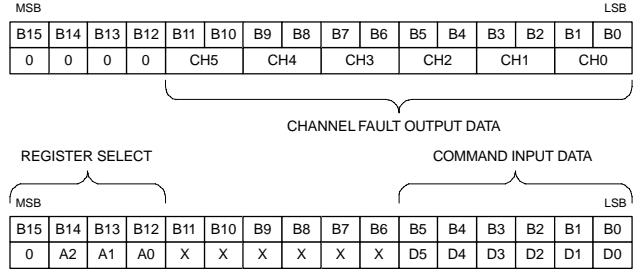 MSB LSB
B15 B14 B13 B12 B11 B10 B9 B8 B7 B6 B5 B4 B3 B2 B1 B0
0 0 0 0 CH5 CH4 CH3 CH2 CH1 CH0
CHANNEL FAULT OUTPUT DATA
REGISTER SELECT COMMAND INPUT DATA
MSB LSB
B15 B14 B13 B12 B11 B10 B9 B8 B7 B6 B5 B4 B3 B2 B1 B0
0 A2 A1 A0 X X X X X X D5 D4 D3 D2 D1 D0